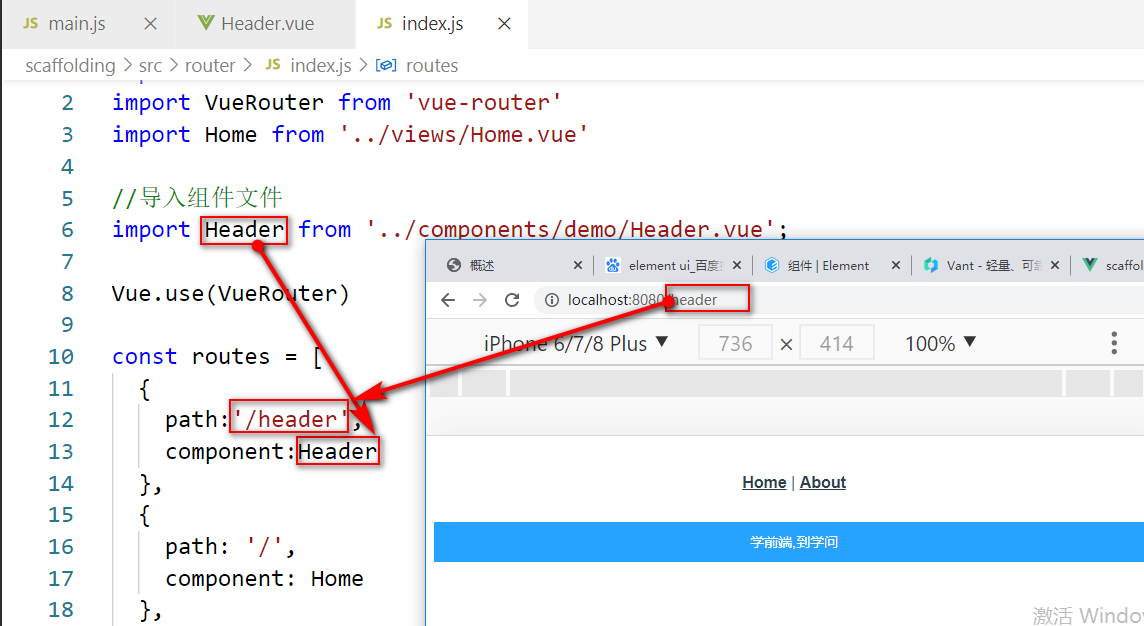 JS main.js × Header.vue JS index.js ×
scaffolding > src > router > JS index.js > routes
2 import VueRouter from 'vue-router'
3 import Home from '../views/Home.vue'
4
5 //导入组件文件
6 import Header from '../components/demo/Header.vue';
7
8 Vue.use(VueRouter)
9
10 const routes = [
11 {
12 path:'/header',
13 component:Header
14 },
15 {
16 path: '/',
17 component: Home
18 },
概述 × element ui_百度 × 组件 | Element × Vant - 轻量、可靠 × scaffol
localhost:8080/header
iPhone 6/7/8 Plus ▼ 736 × 414 100% ▼
Home | About
学前端,到学问
激活 Windo